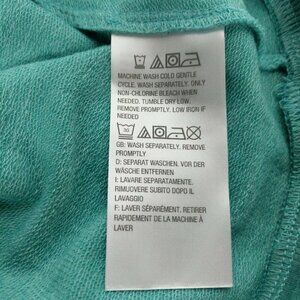 MACHINE WASH COLD GENTLE
CYCLE. WASH SEPARATELY. ONLY
NON-CHLORINE BLEACH WHEN
NEEDED. TUMBLE DRY LOW.
REMOVE PROMPTLY. LOW IRON IF
NEEDED
30
GB: WASH SEPARATELY. REMOVE
PROMPTLY
D: SEPARAT WASCHEN. VOR DER
WÄSCHE ENTFERNEN
I: LAVARE SEPARATAMENTE.
RIMUOVERE SUBITO DOPO IL
LAVAGGIO
F: LAVER SÉPARÉMENT. RETIRER
RAPIDEMENT DE LA MACHINE À
LAVER